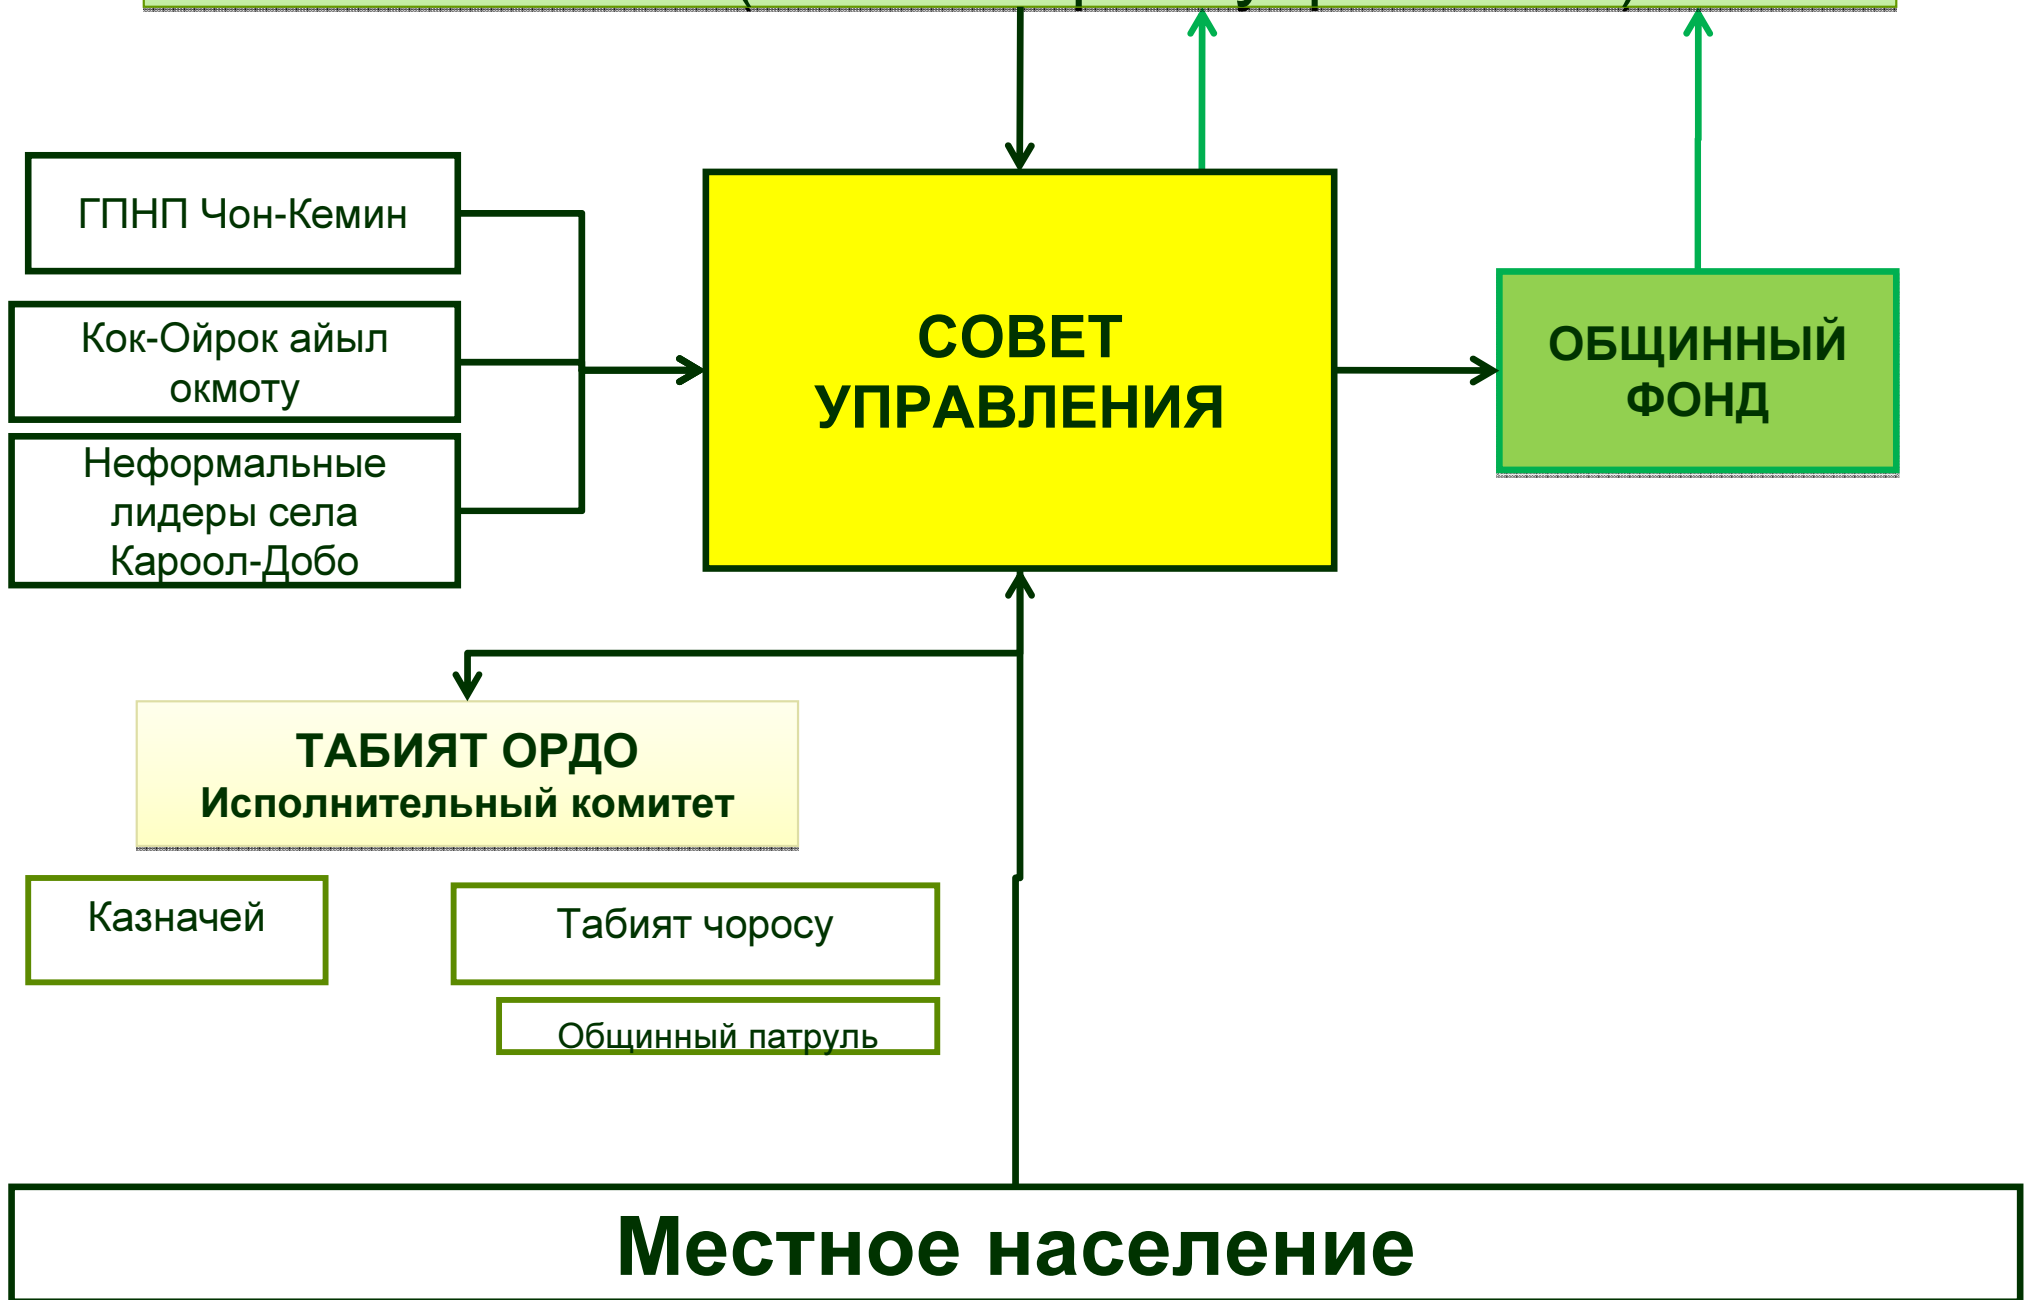 ГПНП Чон-Кемин
Кок-Ойрок айыл
окмоту
Неформальные
лидеры села
Кароол-Добо
СОВЕТ
УПРАВЛЕНИЯ
ОБЩИННЫЙ
ФОНД
ТАБИЯТ ОРДО
Исполнительный комитет
Казначей
Табият чоросу
Общинный патруль
Местное население